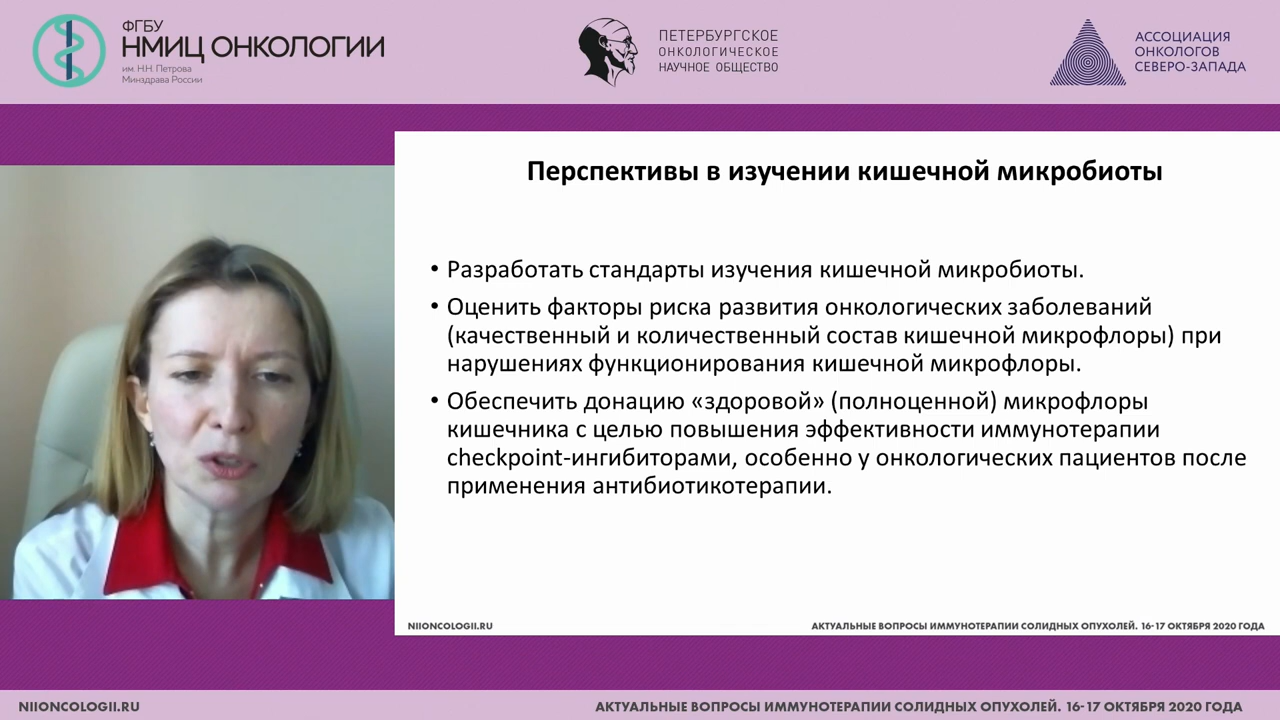 ФГБУ
НМИЦ ОНКОЛОГИИ
им. Н.Н. Петрова
Минздрава России
ПЕТЕРБУРГСКОЕ
ОНКОЛОГИЧЕСКОЕ
НАУЧНОЕ ОБЩЕСТВО
АССОЦИАЦИЯ
ОНКОЛОГОВ
СЕВЕРО-ЗАПАДА
Перспективы в изучении кишечной микробиоты
• Разработать стандарты изучения кишечной микробиоты.
• Оценить факторы риска развития онкологических заболеваний
(качественный и количественный состав кишечной микрофлоры) при
нарушениях функционирования кишечной микрофлоры.
• Обеспечить донацию «здоровой» (полноценной) микрофлоры
кишечника с целью повышения эффективности иммунотерапии
checkpoint-ингибиторами, особенно у онкологических пациентов после
применения антибиотикотерапии.
NIIONCOLOGII.RU
АКТУАЛЬНЫЕ ВОПРОСЫ ИММУНОТЕРАПИИ СОЛИДНЫХ ОПУХОЛЕЙ. 16-17 ОКТЯБРЯ 2020 ГОДА
NIIONCOLOGII.RU
АКТУАЛЬНЫЕ ВОПРОСЫ ИММУНОТЕРАПИИ СОЛИДНЫХ ОПУХОЛЕЙ. 16-17 ОКТЯБРЯ 2020 ГОДА